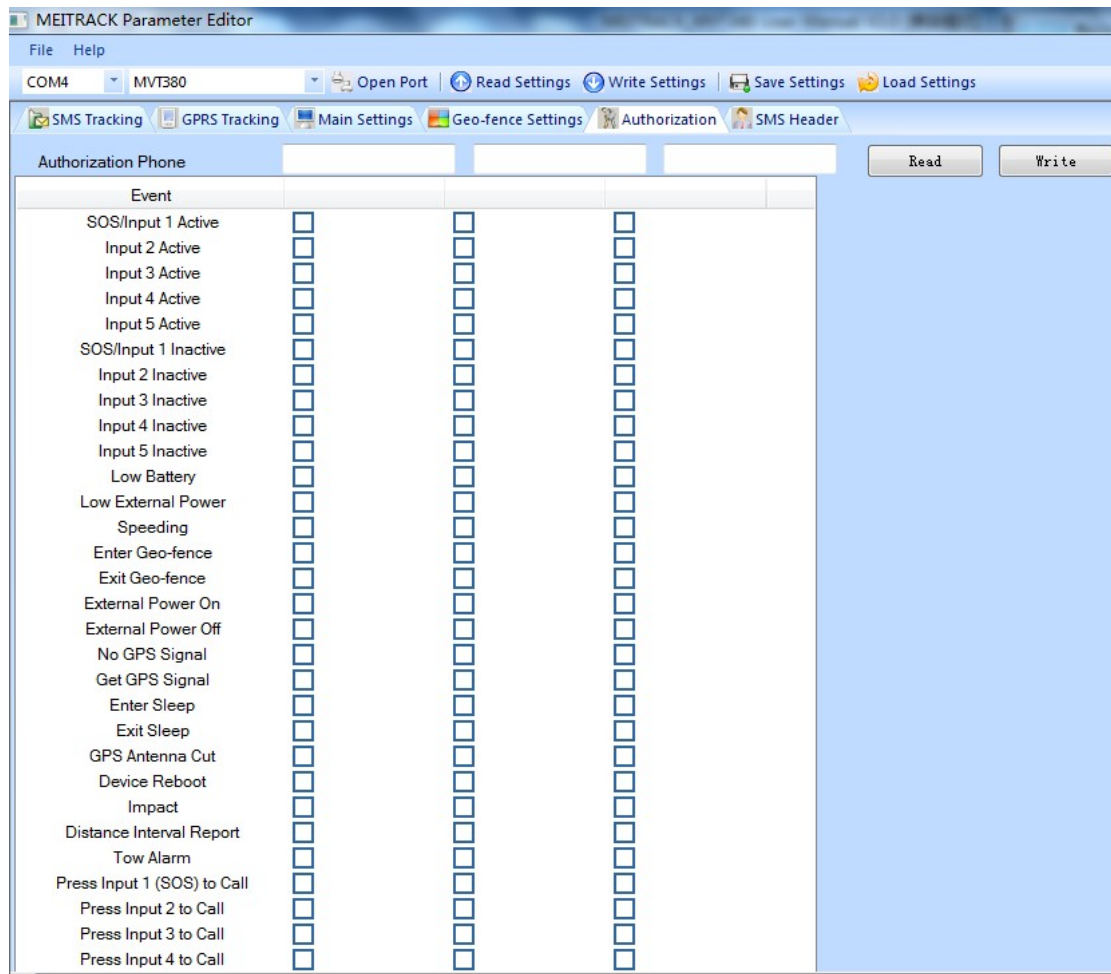 MEITRACK Parameter Editor
File Help
COM4 MVT380 Open Port Read Settings Write Settings Save Settings Load Settings
SMS Tracking GPRS Tracking Main Settings Geo-fence Settings Authorization SMS Header
Authorization Phone Read Write
Event
SOS/Input 1 Active
Input 2 Active
Input 3 Active
Input 4 Active
Input 5 Active
SOS/Input 1 Inactive
Input 2 Inactive
Input 3 Inactive
Input 4 Inactive
Input 5 Inactive
Low Battery
Low External Power
Speeding
Enter Geo-fence
Exit Geo-fence
External Power On
External Power Off
No GPS Signal
Get GPS Signal
Enter Sleep
Exit Sleep
GPS Antenna Cut
Device Reboot
Impact
Distance Interval Report
Tow Alarm
Press Input 1 (SOS) to Call
Press Input 2 to Call
Press Input 3 to Call
Press Input 4 to Call